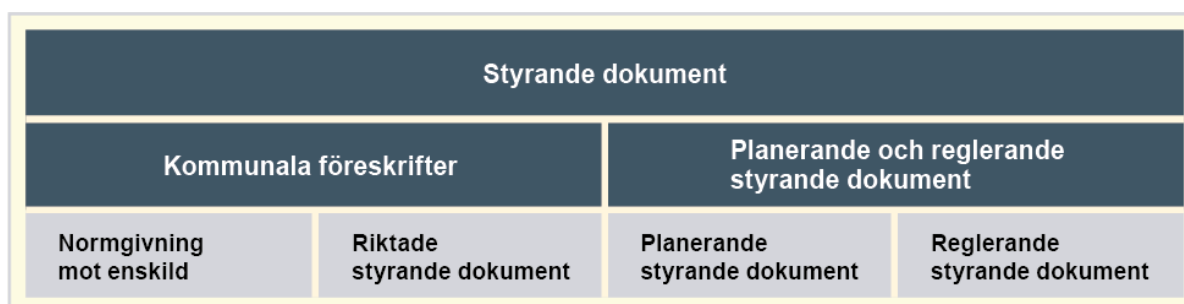 Styrande dokument
Kommunala föreskrifter
Planerande och reglerande
styrande dokument
Normgivning
mot enskild
Riktade
styrande dokument
Planerande
styrande dokument
Reglerande
styrande dokument